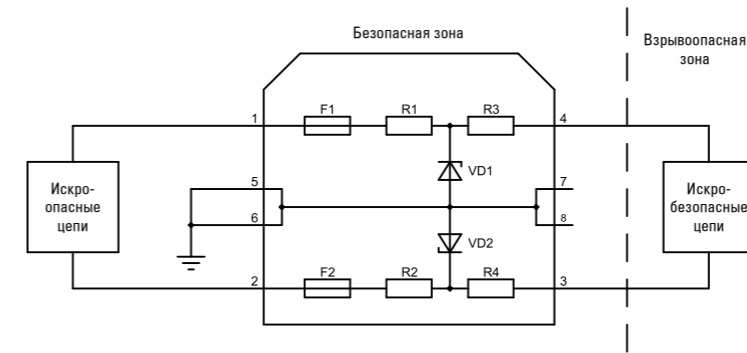 Безопасная зона
Взрывоопасная
зона
1
F1
R1
R3
4
VD1
Искро-
опасные
цепи
5
7
Искро-
безопасные
цепи
6
8
VD2
2
F2
R2
R4
3